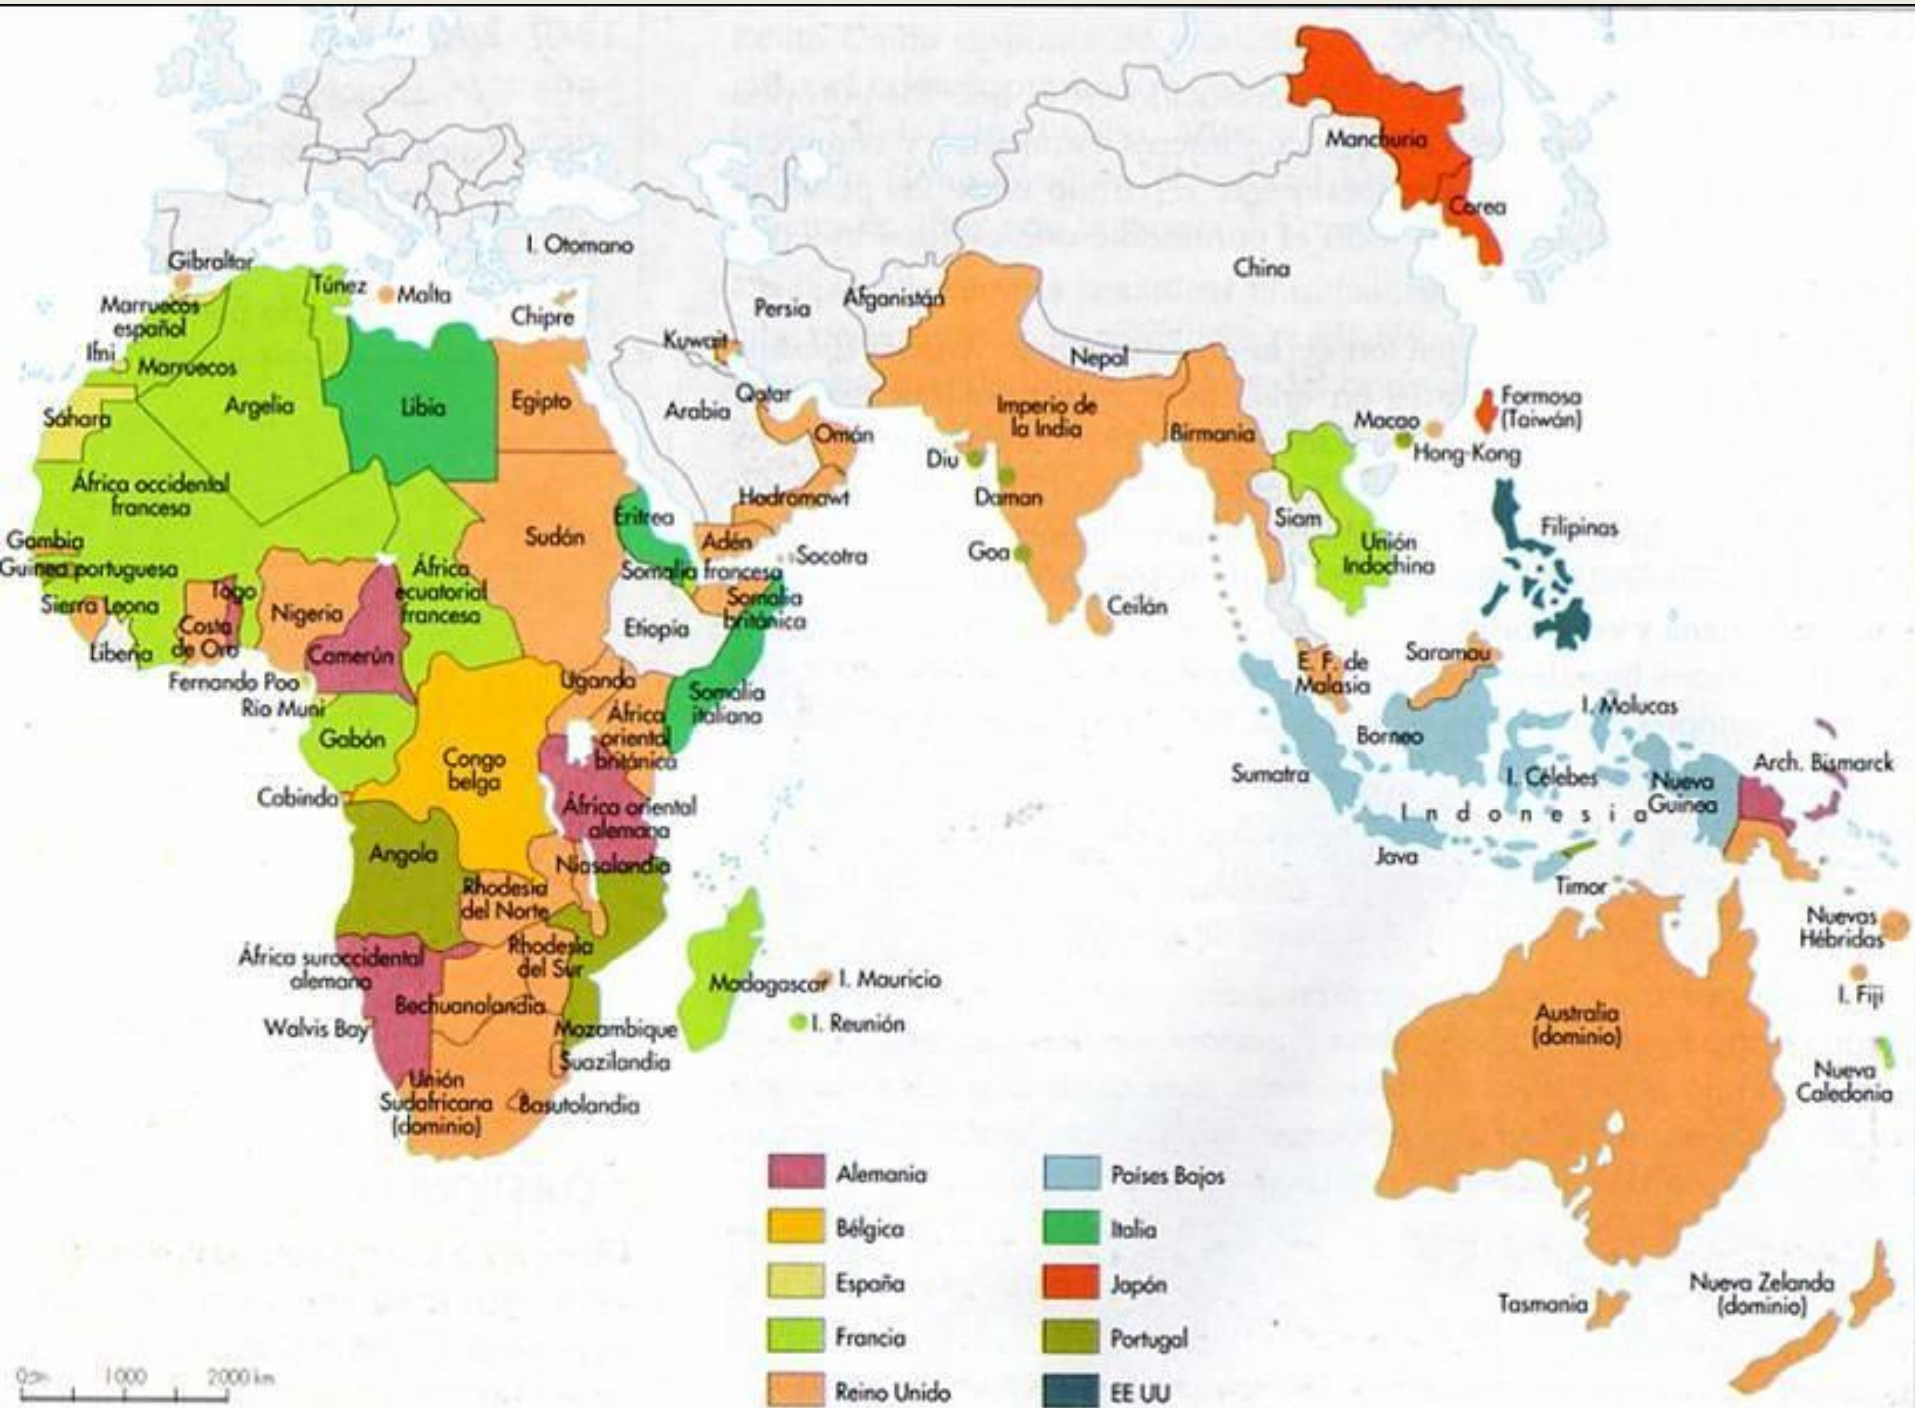 Manchuria
Corea
I. Otomano
Gibraltar
China
Túnez
Malta
Afganistán
Marruecos
español
Chipre
Persia
Kuwait
Ifni
Marruecos
Nepal
Qatar
Sáhara
Argelia
Libia
Egipto
Arabia
Omán
Imperio de
la India
Birmania
Macao
Formosa
(Taiwán)
Hong-Kong
Diu
Daman
África occidental
francesa
Hadramawt
Eritrea
Siam
Filipinas
Gambia
Sudán
Adén
Socotra
Goa
Unión
Indochina
Guinea portuguesa
África
ecuatorial
francesa
Somalia francesa
Sierra Leona
Togo
Nigeria
Somalia
británica
Ceilán
Costa
de Oro
Etiopía
Liberia
Camerún
Saramau
E. F. de
Malasia
Fernando Poo
Uganda
Somalia
italiana
Rio Muni
África
oriental
británica
I. Molucas
Gabón
Borneo
Congo
belga
Sumatra
I. Célebes
Nueva
Guinea
Arch. Bismarck
Cabinda
África oriental
alemana
Indonesia
Angola
Niasalandia
Java
Timor
Rhodesia
del Norte
Nuevas
Hébridas
África suroccidental
alemana
Rhodesia
del Sur
Madagascar
I. Mauricio
I. Fiji
Bechuanalandia
Australia
(dominio)
Walvis Bay
Mozambique
I. Reunión
Suazilandia
Nueva
Caledonia
Unión
Sudafricana
(dominio)
Basutolandia
Alemania
Países Bajos
Bélgica
Italia
España
Japón
Nueva Zelanda
(dominio)
Tasmania
Francia
Portugal
Reino Unido
EE UU
1000
2000 km